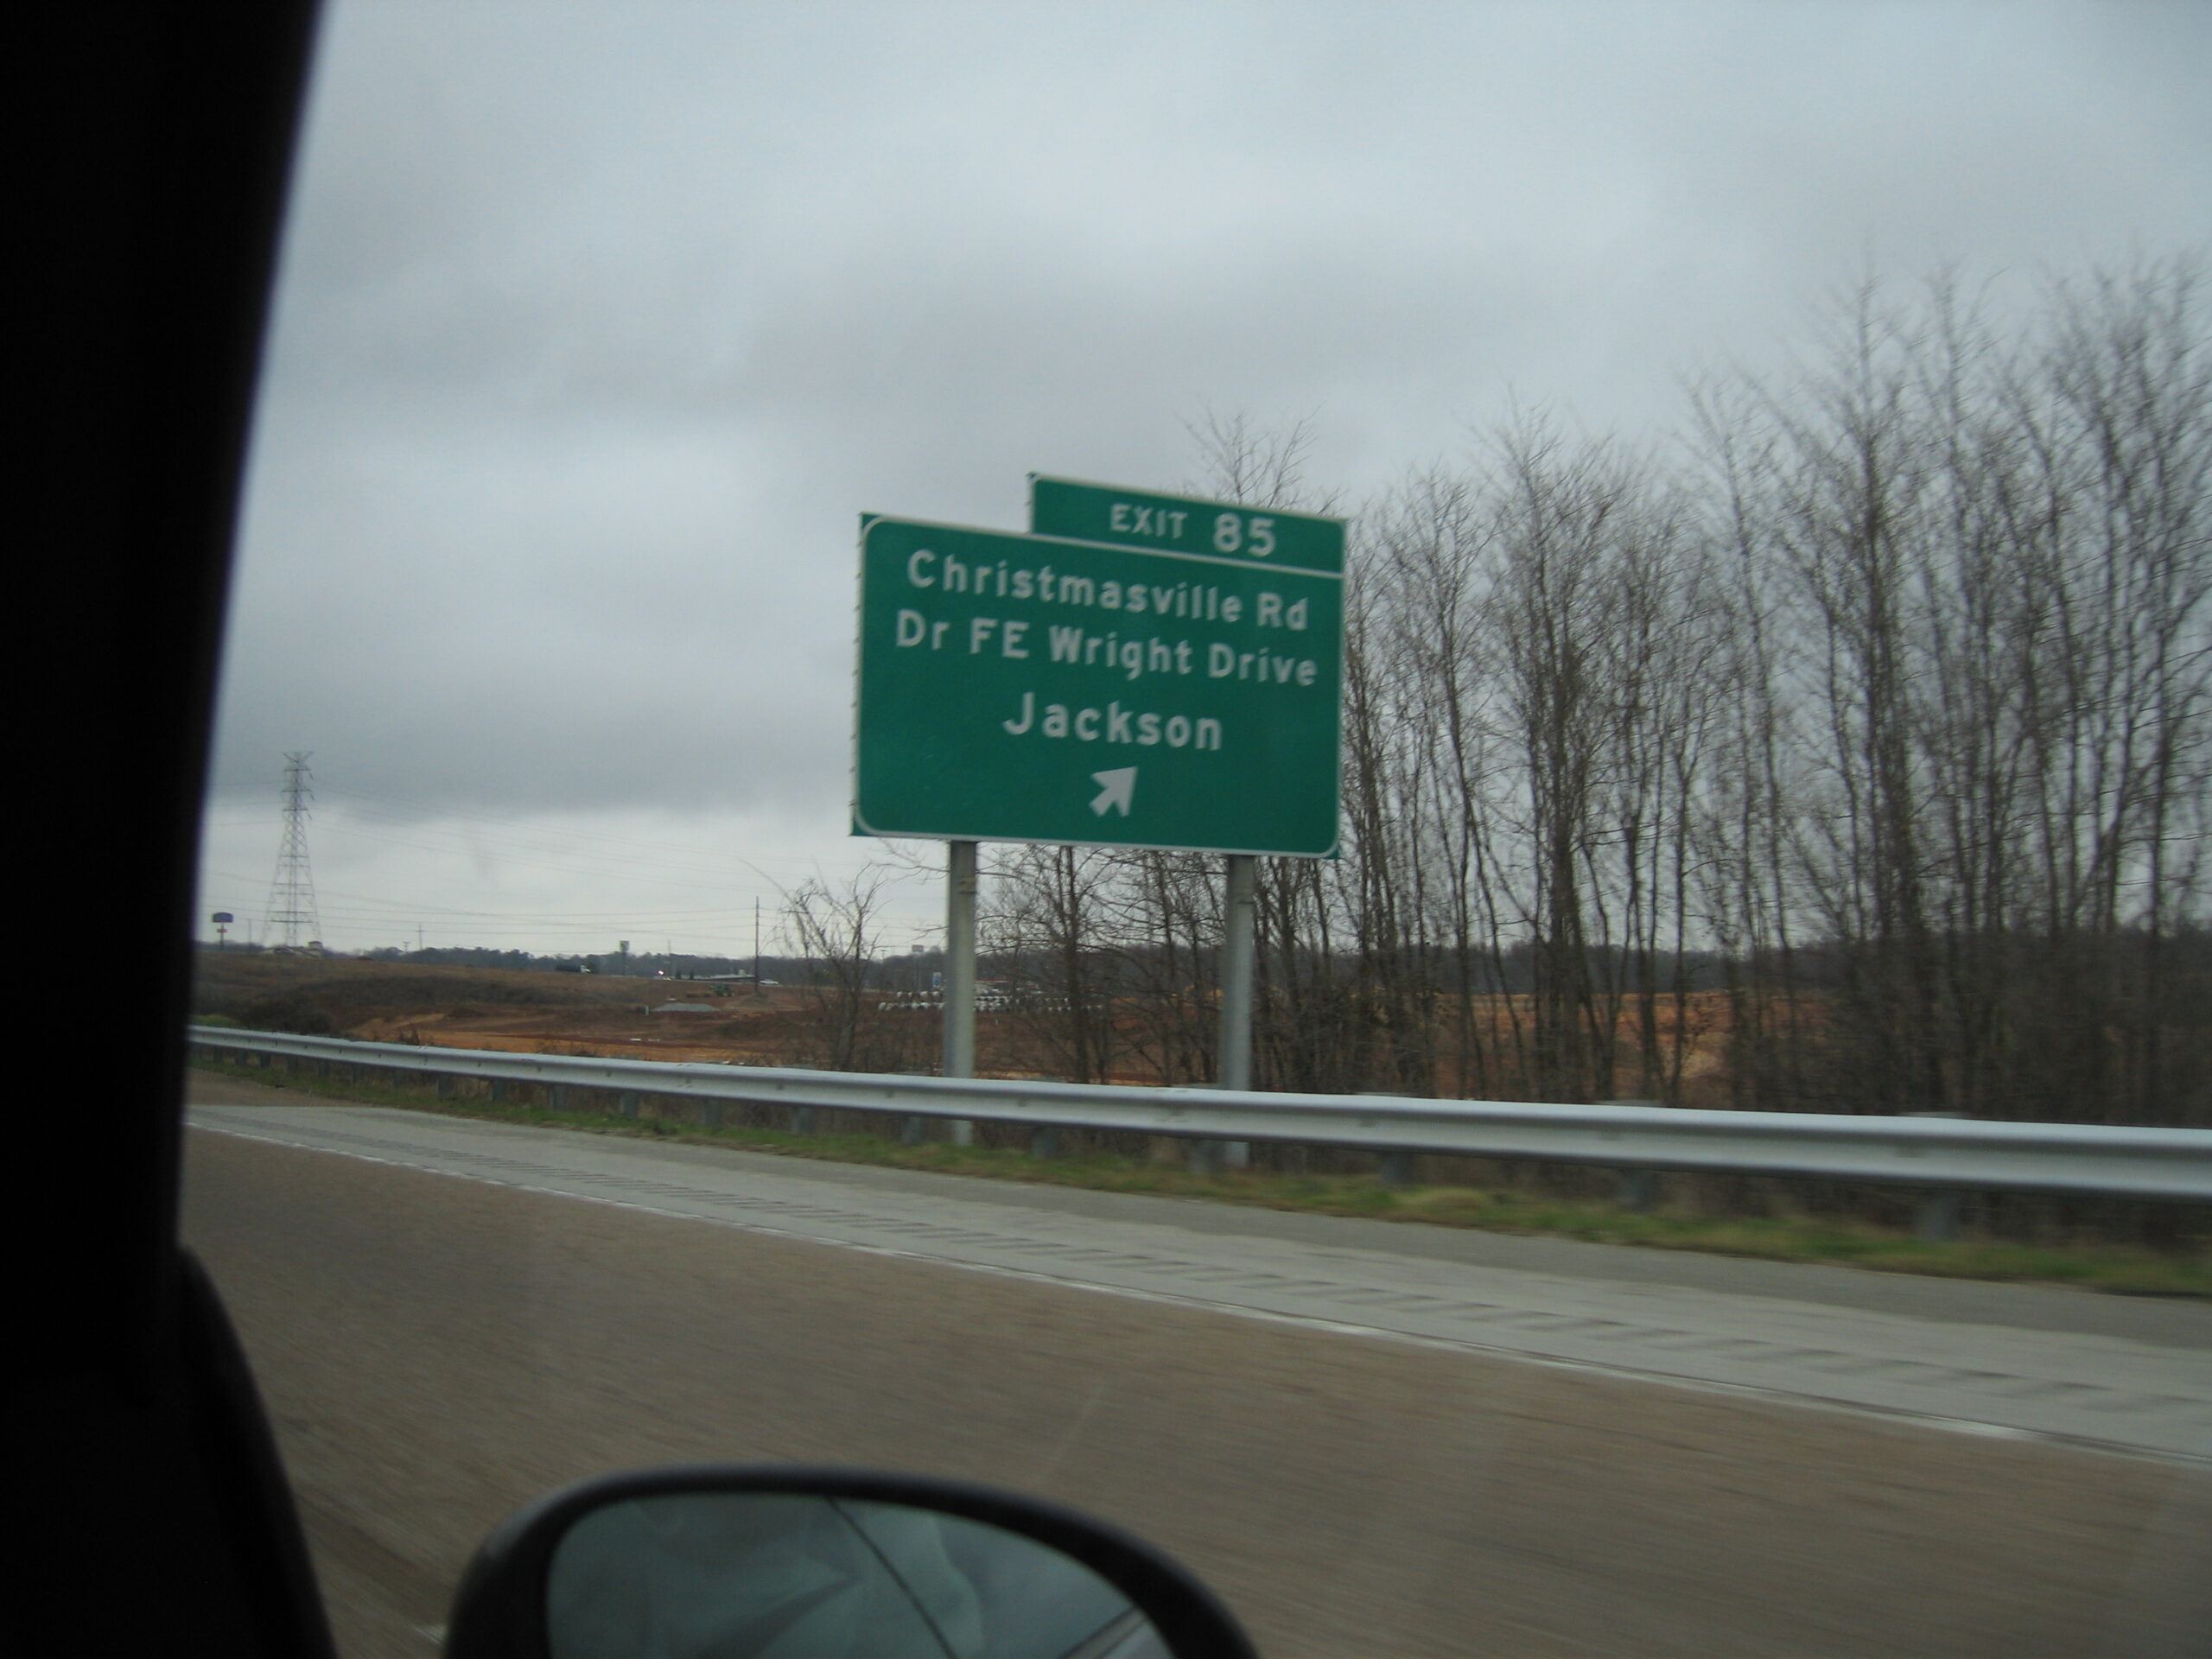 EXIT 85
Christmasville Rd
Dr FE Wright Drive
Jackson